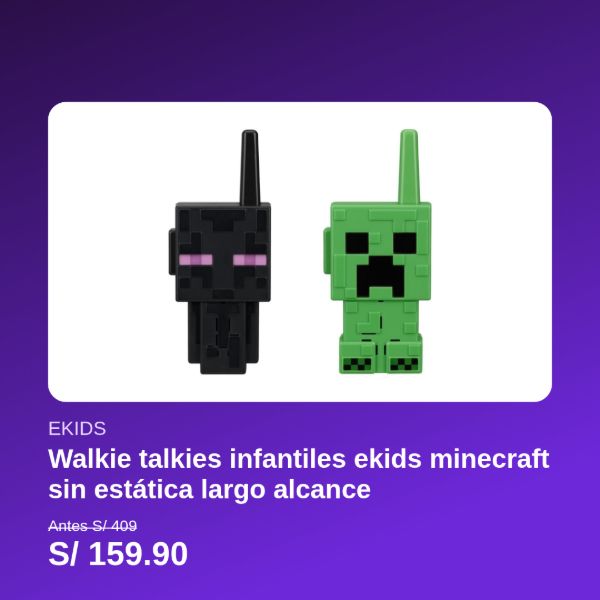 EKIDS
Walkie talkies infantiles ekids minecraft
sin estática largo alcance
Antes S/ 409
S/ 159.90